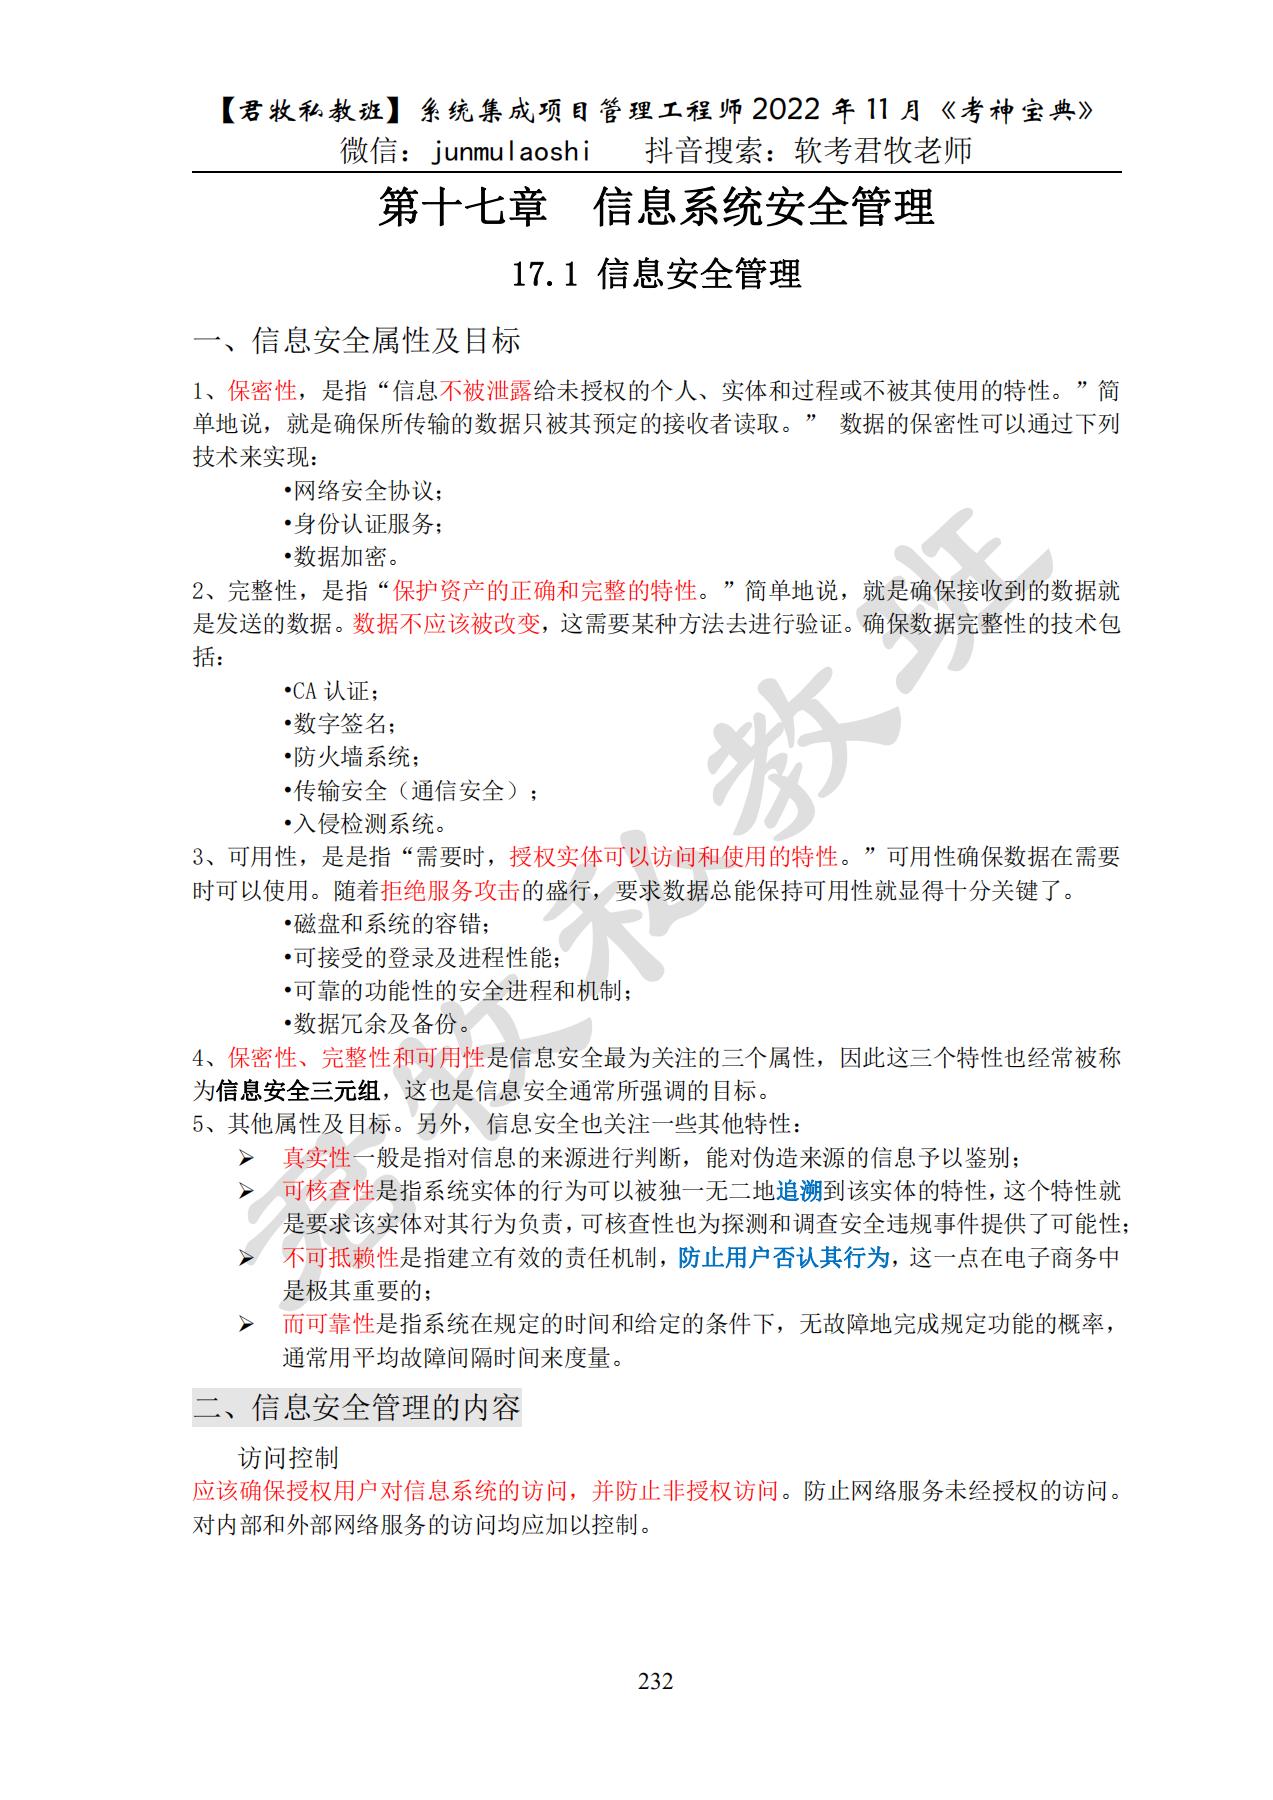 【君牧私教班】系统集成项目管理工程师 2022 年 11 月《考神宝典》
微信：junmulaoshi 抖音搜索：软考君牧老师
第十七章 信息系统安全管理
17.1 信息安全管理
一、信息安全属性及目标
1、保密性，是指“信息不被泄露给未授权的个人、实体和过程或不被其使用的特性。”简
单地说，就是确保所传输的数据只被其预定的接收者读取。” 数据的保密性可以通过下列
技术来实现：
•网络安全协议；
•身份认证服务；
•数据加密。
2、完整性，是指“保护资产的正确和完整的特性。”简单地说，就是确保接收到的数据就
是发送的数据。数据不应该被改变，这需要某种方法去进行验证。确保数据完整性的技术包
括：
•CA 认证；
•数字签名；
•防火墙系统；
•传输安全（通信安全）；
•入侵检测系统。
3、可用性，是是指“需要时，授权实体可以访问和使用的特性。”可用性确保数据在需要
时可以使用。随着拒绝服务攻击的盛行，要求数据总能保持可用性就显得十分关键了。
•磁盘和系统的容错；
•可接受的登录及进程性能；
•可靠的功能性的安全进程和机制；
•数据冗余及备份。
4、保密性、完整性和可用性是信息安全最为关注的三个属性，因此这三个特性也经常被称
为信息安全三元组，这也是信息安全通常所强调的目标。
5、其他属性及目标。另外，信息安全也关注一些其他特性：
➢ 真实性一般是指对信息的来源进行判断，能对伪造来源的信息予以鉴别；
➢ 可核查性是指系统实体的行为可以被独一无二地追溯到该实体的特性，这个特性就
是要求该实体对其行为负责，可核查性也为探测和调查安全违规事件提供了可能性；
➢ 不可抵赖性是指建立有效的责任机制，防止用户否认其行为，这一点在电子商务中
是极其重要的；
➢ 而可靠性是指系统在规定的时间和给定的条件下，无故障地完成规定功能的概率，
通常用平均故障间隔时间来度量。
二、信息安全管理的内容
访问控制
应该确保授权用户对信息系统的访问，并防止非授权访问。防止网络服务未经授权的访问。
对内部和外部网络服务的访问均应加以控制。
232
君牧私教班